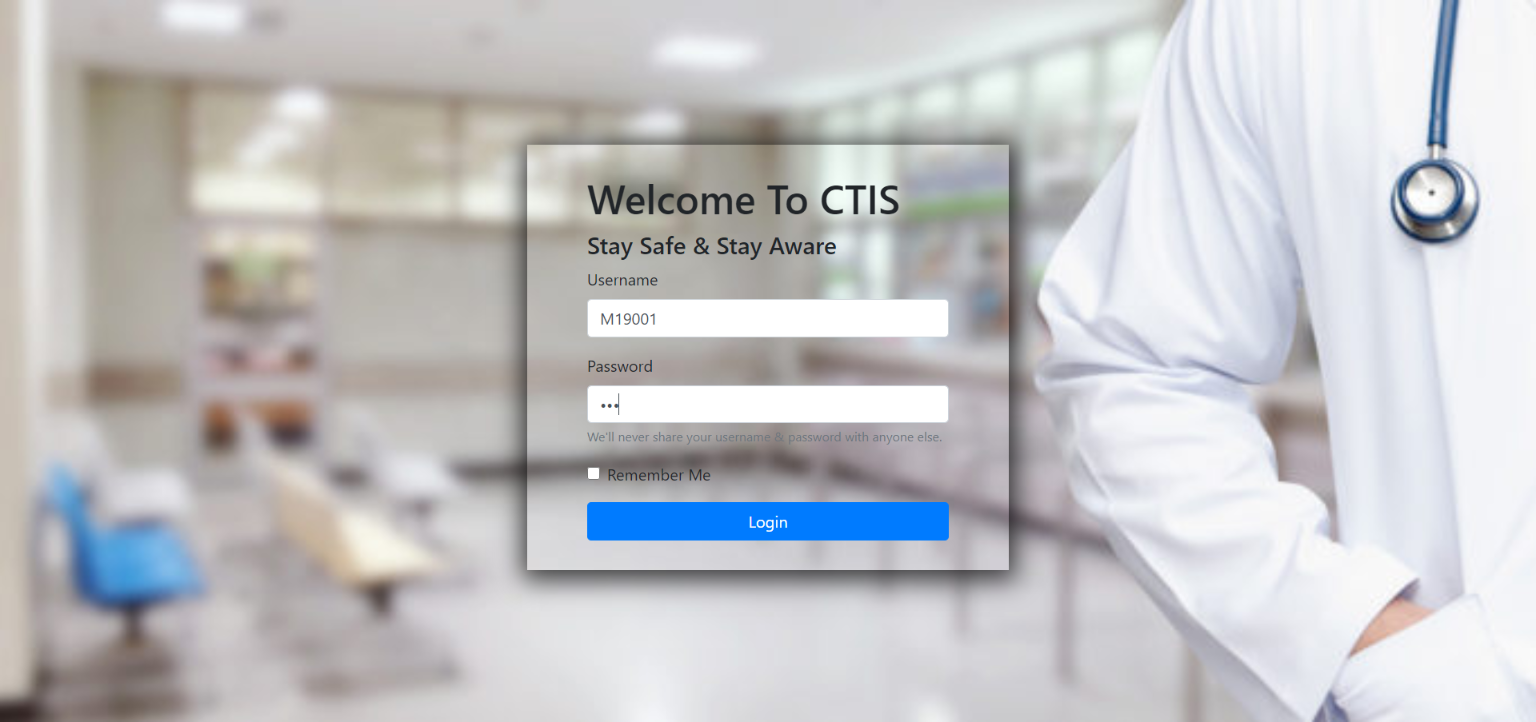 Welcome To CTIS
Stay Safe & Stay Aware
Username
M19001
Password
•••
We'll never share your username & password with anyone else.
Remember Me
Login